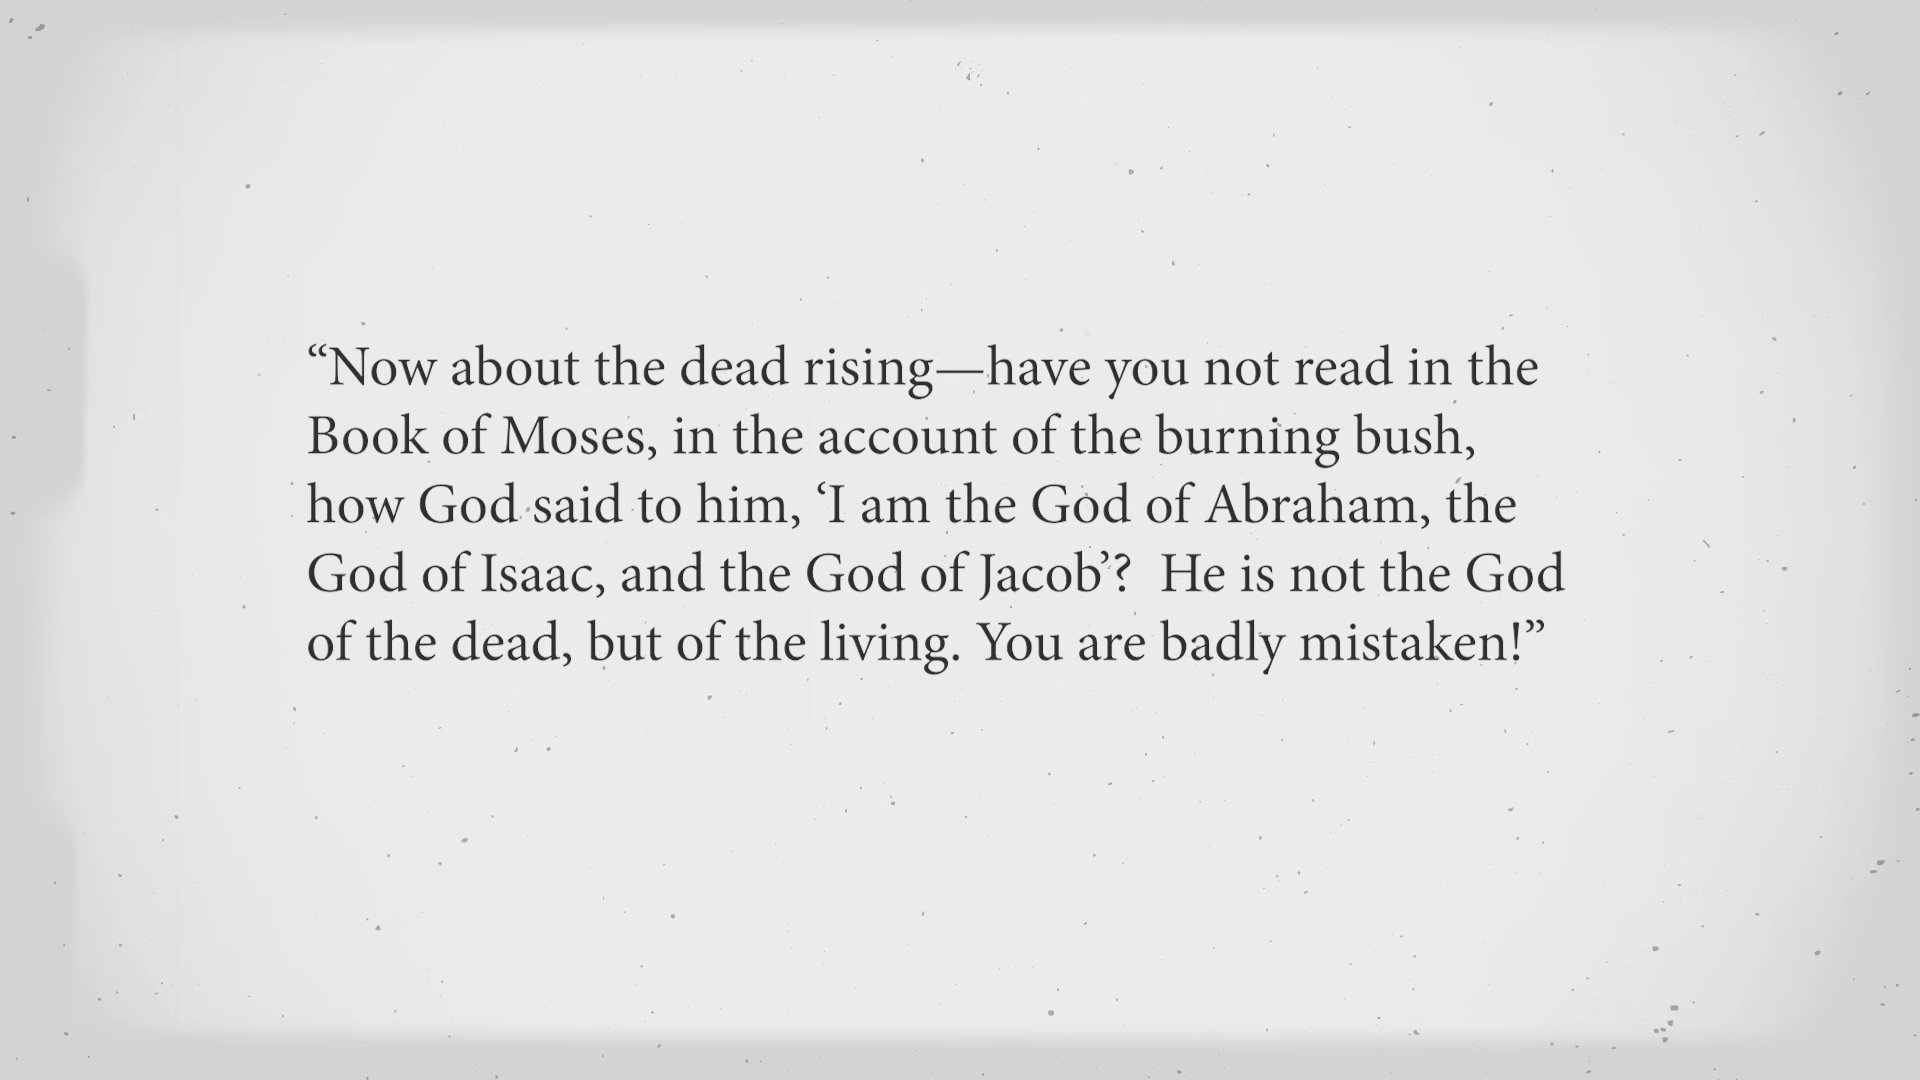 “Now about the dead rising—have you not read in the
Book of Moses, in the account of the burning bush,
how God said to him, ‘I am the God of Abraham, the
God of Isaac, and the God of Jacob’?  He is not the God
of the dead, but of the living. You are badly mistaken!”